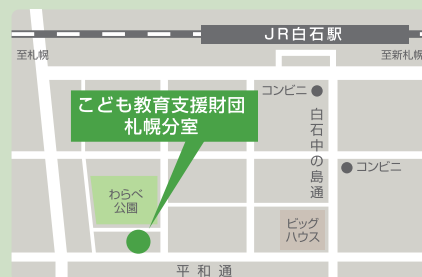 JR白石駅
至札幌
至新札幌
コンビニ
こども教育支援財団
札幌分室
白石中の島通
コンビニ
わらべ
公園
ビッグ
ハウス
平和通